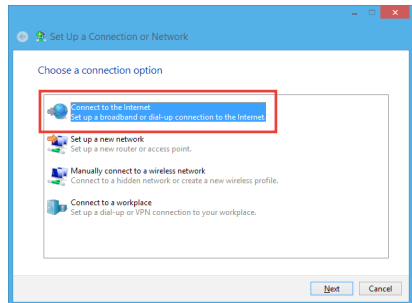 Set Up a Connection or Network
Choose a connection option
Connect to the Internet
Set up a broadband or dial-up connection to the Internet.
Set up a new network
Set up a new router or access point.
Manually connect to a wireless network
Connect to a hidden network or create a new wireless profile.
Connect to a workplace
Set up a dial-up or VPN connection to your workplace.
Next Cancel